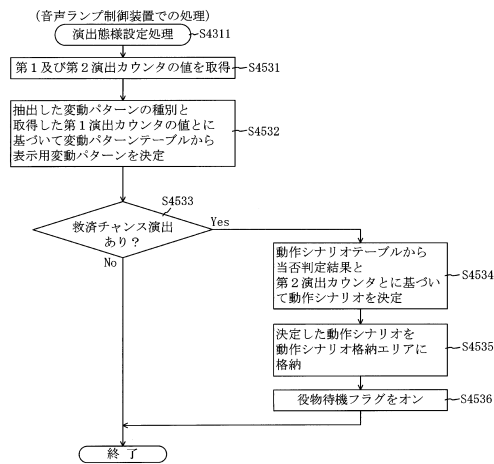 (音声ランプ制御装置での処理)
演出態様設定処理
S4311
第1及び第2演出カウンタの値を取得
S4531
抽出した変動パターンの種別と
取得した第1演出カウンタの値とに
基づいて変動パターンテーブルから
表示用変動パターンを決定
S4532
S4533
救済チャンス演出
あり?
Yes
No
動作シナリオテーブルから
当否判定結果と
第2演出カウンタとに基づい
て動作シナリオを決定
S4534
決定した動作シナリオを
動作シナリオ格納エリアに
格納
S4535
役物待機フラグをオン
S4536
終了